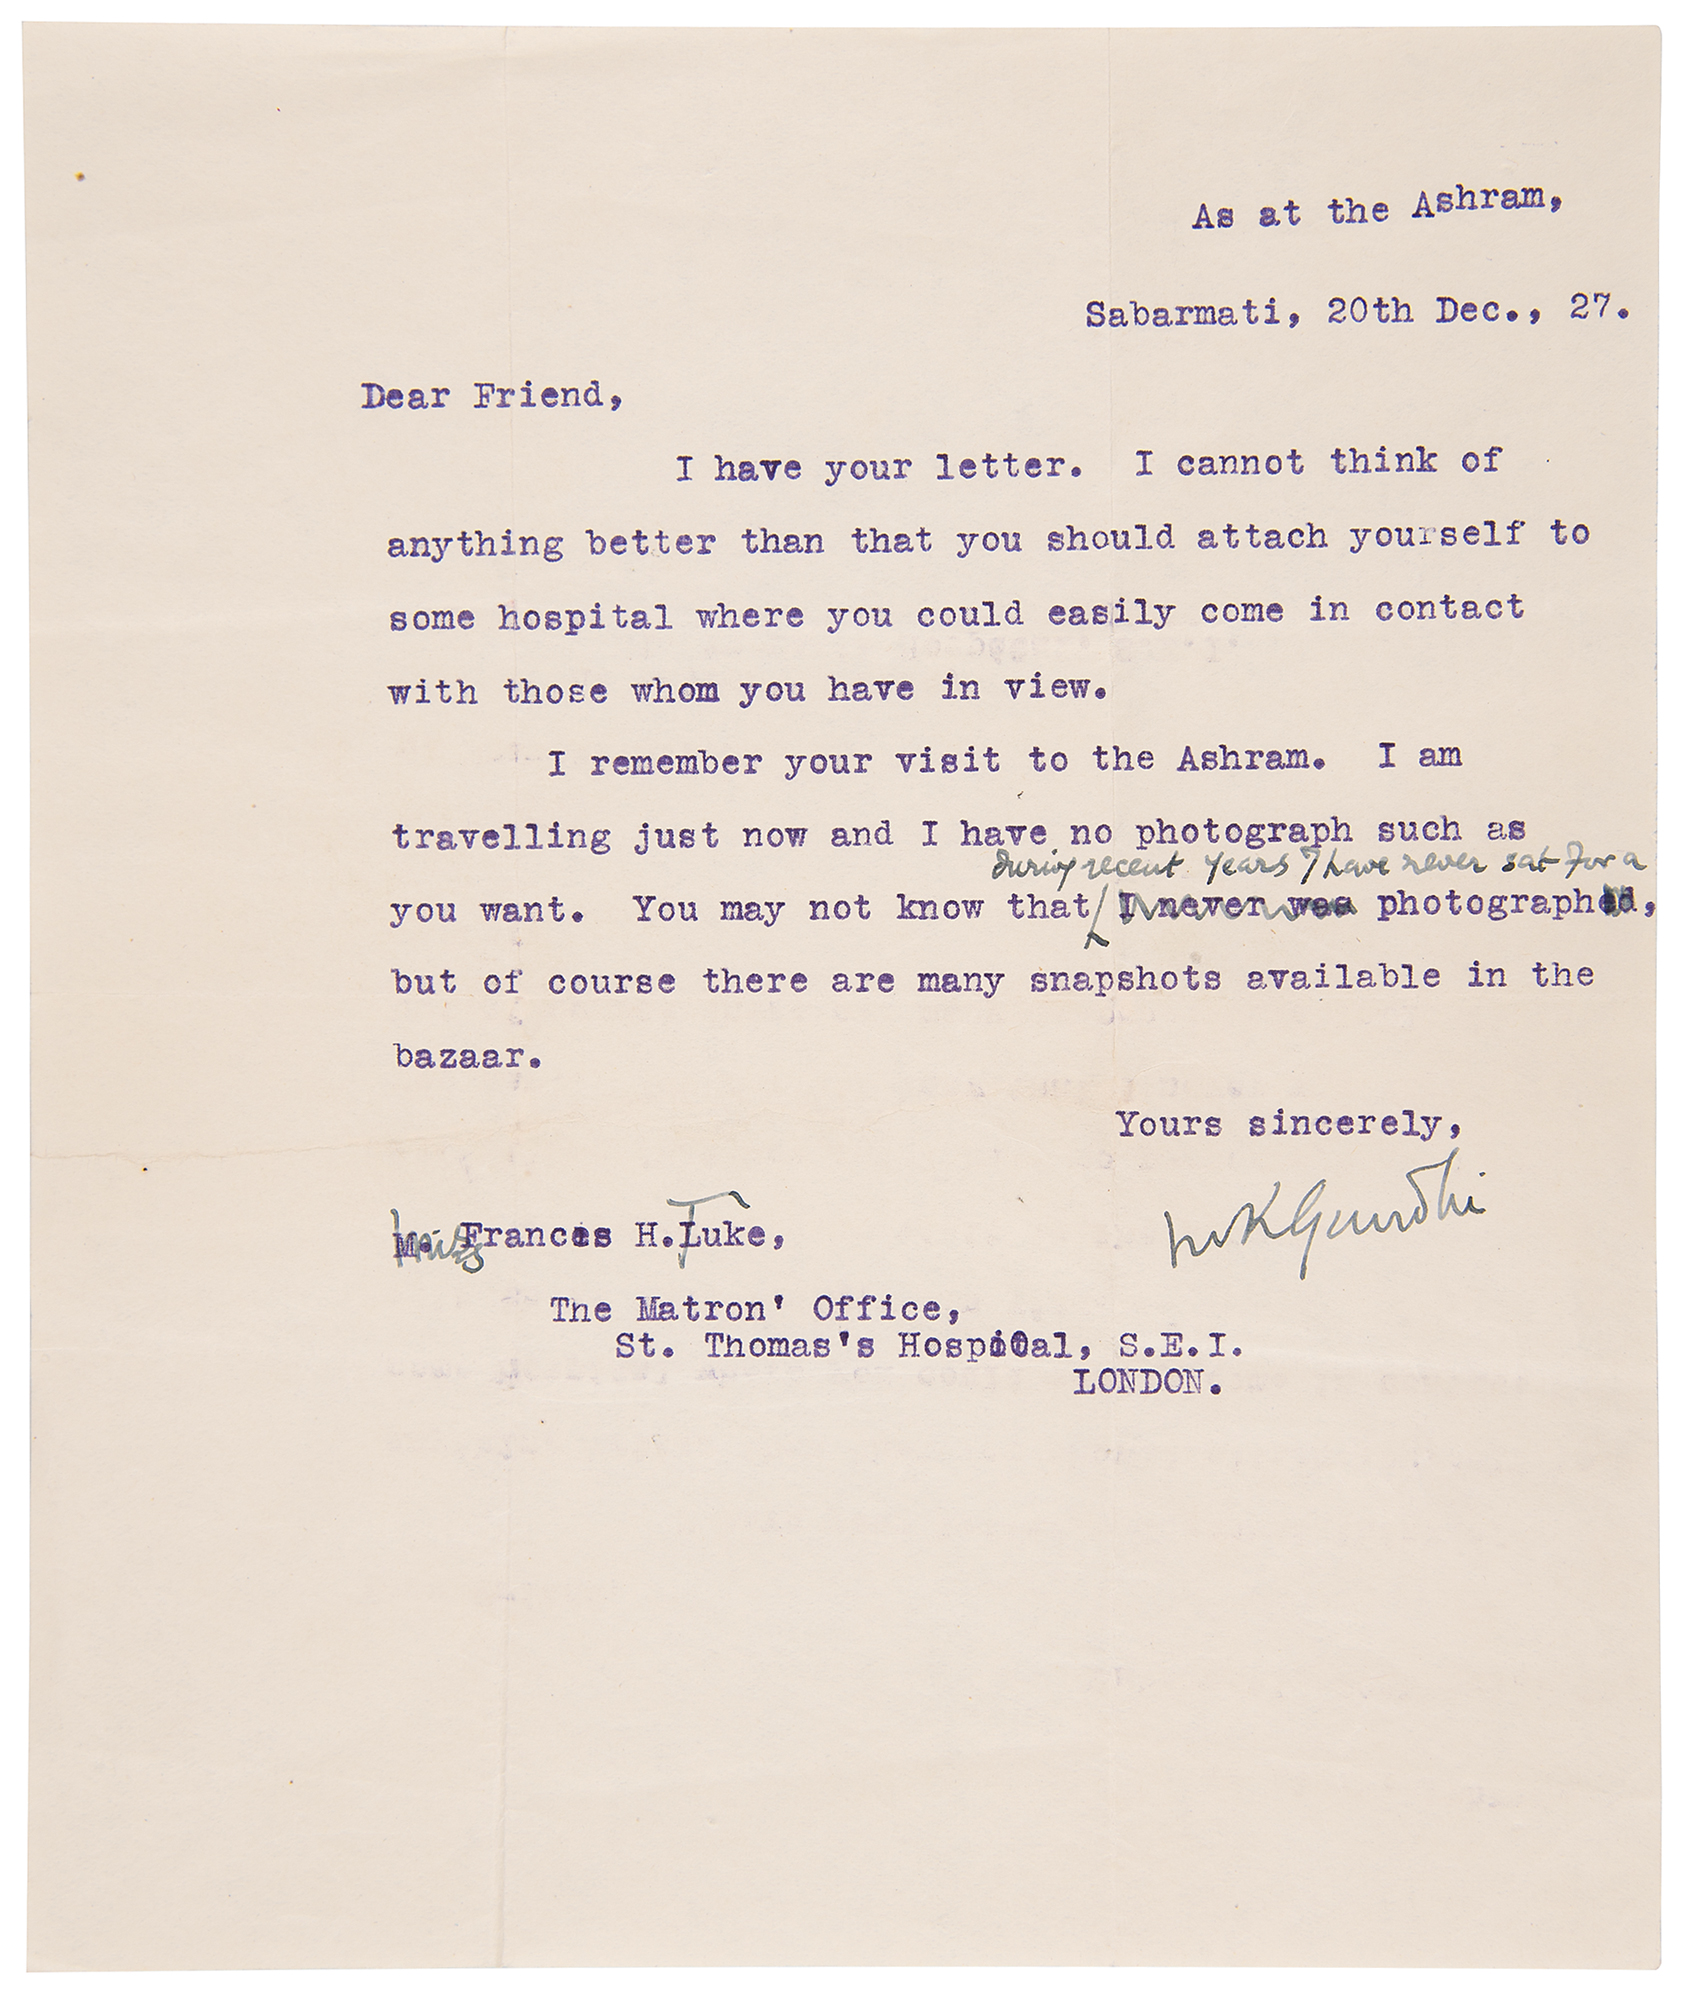 As at the Ashram,
Sabarmati, 20th Dec., 27.
Dear Friend,
I have your letter. I cannot think of
anything better than that you should attach yourself to
some hospital where you could easily come in contact
with those whom you have in view.
I remember your visit to the Ashram. I am
travelling just now and I have no photograph such as
during recent years I have never sat for a
you want. You may not know that I never was photographed,
but of course there are many snapshots available in the
bazaar.
Yours sincerely,
MKGandhi
Miss Frances H. Tuke,
The Matron' Office,
St. Thomas's Hospital, S.E.I.
LONDON.